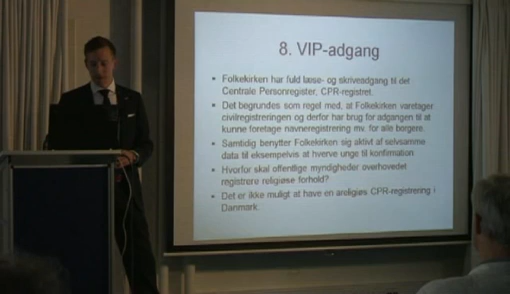 8. VIP-adgang
Folkekirken har fuld læse- og skriveadgang til det
Centrale Personregister, CPR-registret.
Det begrundes som regel med, at Folkekirken varetager
civilregistreringen og derfor har brug for adgangen til at
kunne foretage navneregistrering mv. for alle borgere.
Samtidig benytter Folkekirken sig aktivt af selvsamme
data til eksempelvis at hverve unge til konfirmation.
Hvorfor skal offentlige myndigheder overhovedet
registrere religiøse forhold?
Det er ikke muligt at have en areligiøs CPR-registrering i
Danmark.